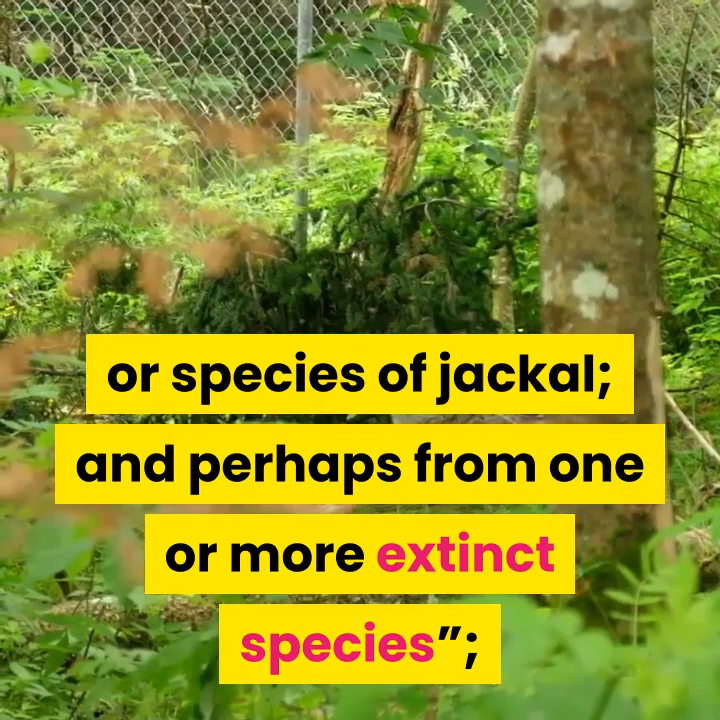 or species of jackal;
and perhaps from one
or more extinct
species”;